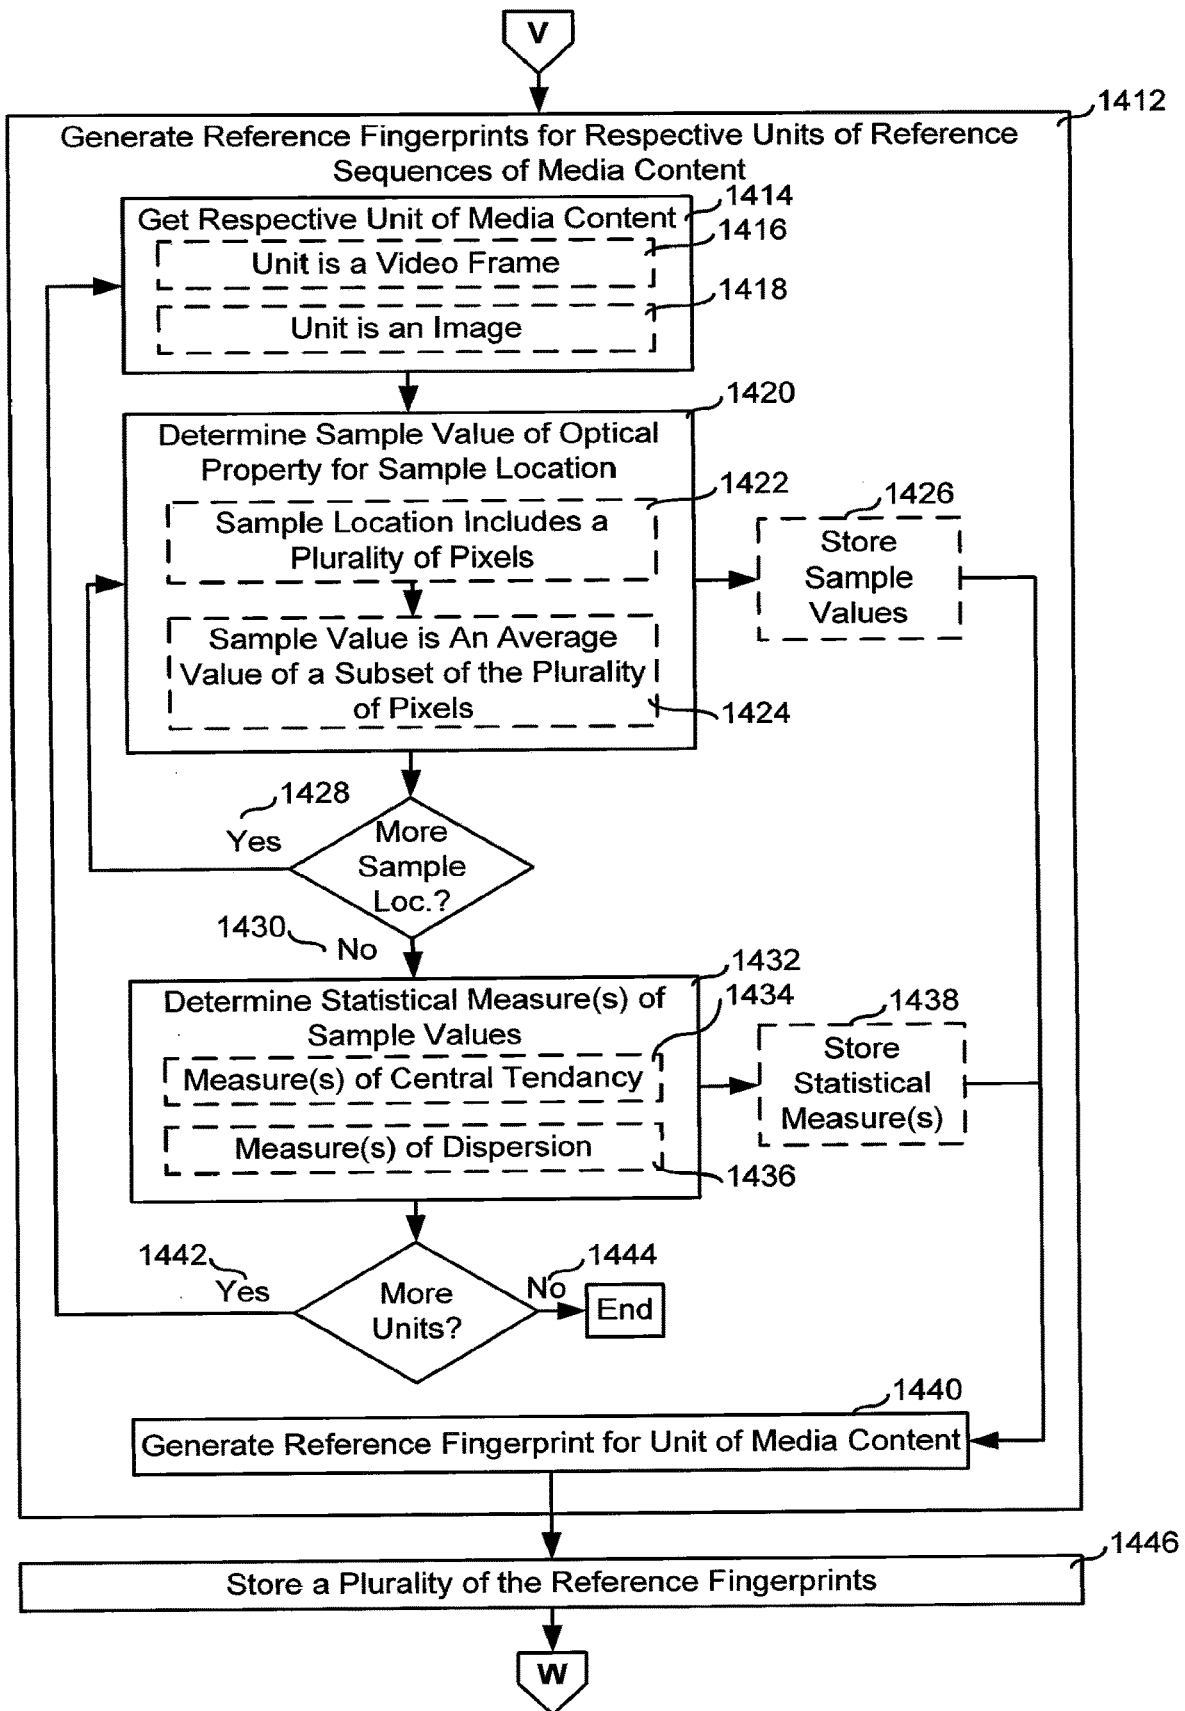 V
1412
Generate Reference Fingerprints for Respective Units of Reference
Sequences of Media Content
1414
Get Respective Unit of Media Content
1416
Unit is a Video Frame
1418
Unit is an Image
1420
Determine Sample Value of Optical
Property for Sample Location
1422
Sample Location Includes a
Plurality of Pixels
1426
Store
Sample
Values
Sample Value is An Average
Value of a Subset of the Plurality
of Pixels
1424
1428
Yes
More
Sample
Loc.?
1430
No
1432
Determine Statistical Measure(s) of
Sample Values
1434
Measure(s) of Central Tendancy
1438
Store
Statistical
Measure(s)
Measure(s) of Dispersion
1436
1442
Yes
More
Units?
1444
No
End
1440
Generate Reference Fingerprint for Unit of Media Content
1446
Store a Plurality of the Reference Fingerprints
W